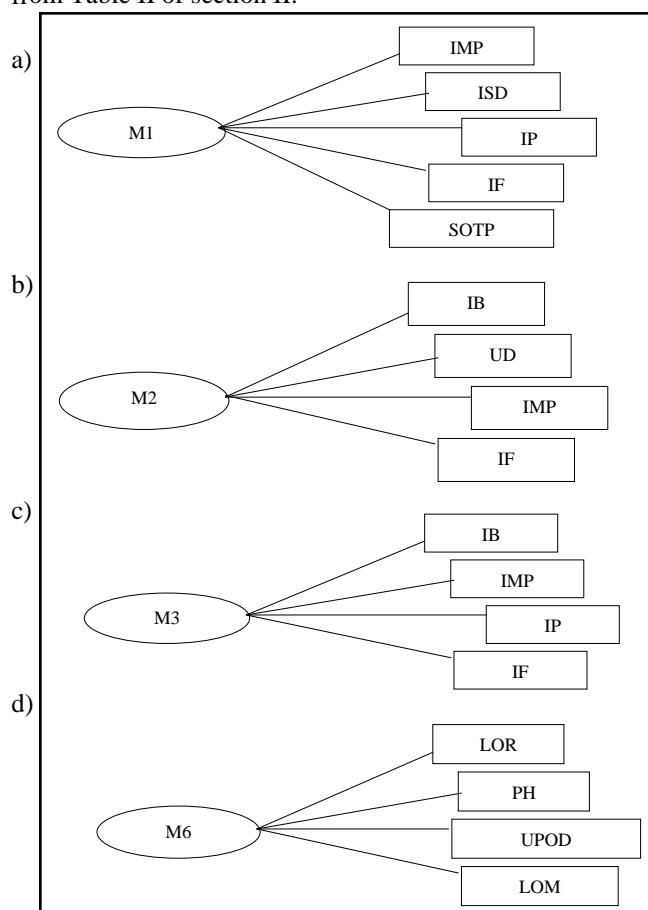 from Table II of section II.
a)
IMP
ISD
M1
IP
IF
SOTP
b)
IB
UD
M2
IMP
IF
c)
IB
IMP
M3
IP
IF
d)
LOR
PH
M6
UPOD
LOM